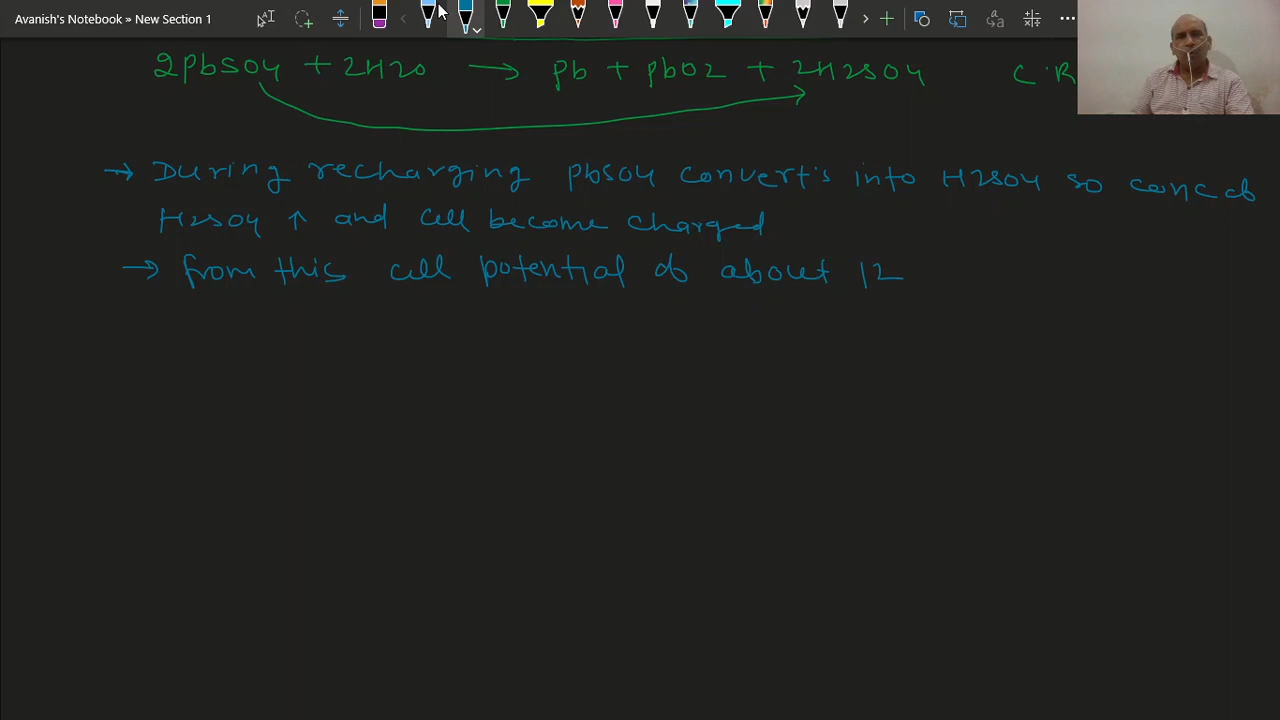 Avanish's Notebook » New Section 1
2PbSO4 + 2H2O → pb + pbO2 + 2H2SO4 C.R
→ During recharging pbSO4 convert's into H2SO4 so conc of
H2SO4 ↑ and cell become charged
→ from this cell potential of about 12